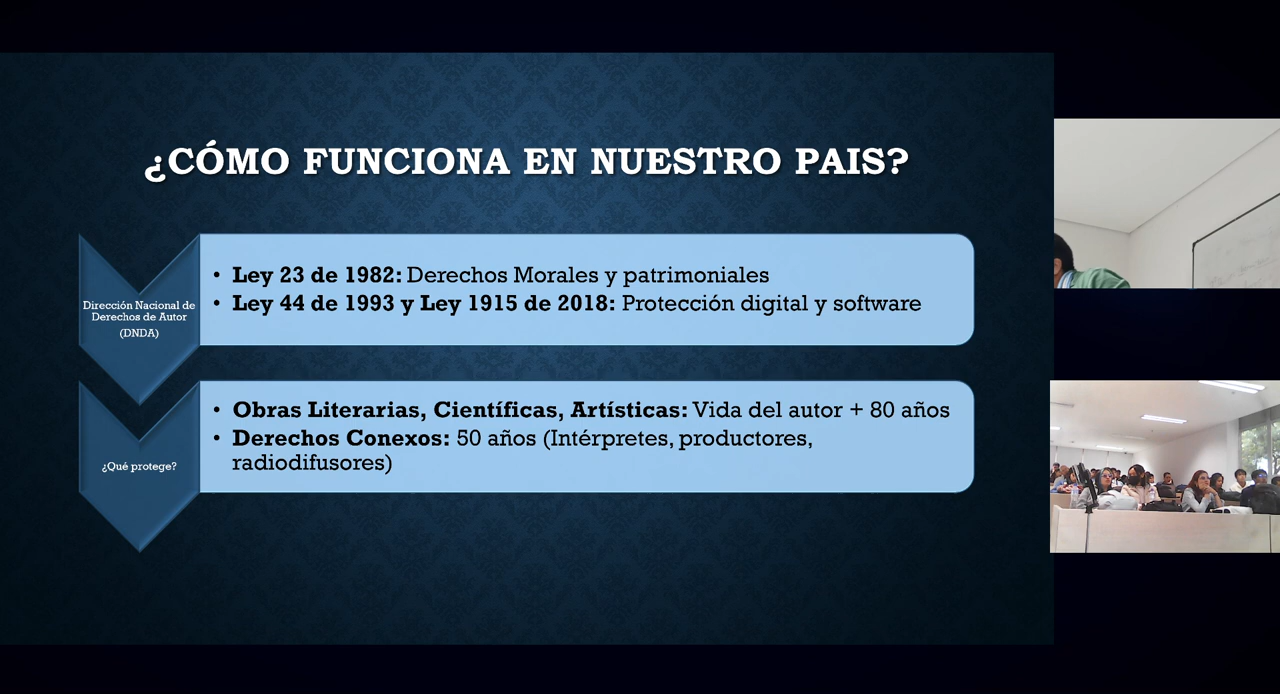 ¿CÓMO FUNCIONA EN NUESTRO PAIS?
Dirección Nacional de
Derechos de Autor
(DNDA)
• Ley 23 de 1982: Derechos Morales y patrimoniales
• Ley 44 de 1993 y Ley 1915 de 2018: Protección digital y software
¿Qué protege?
• Obras Literarias, Científicas, Artísticas: Vida del autor + 80 años
• Derechos Conexos: 50 años (Intérpretes, productores,
radiodifusores)